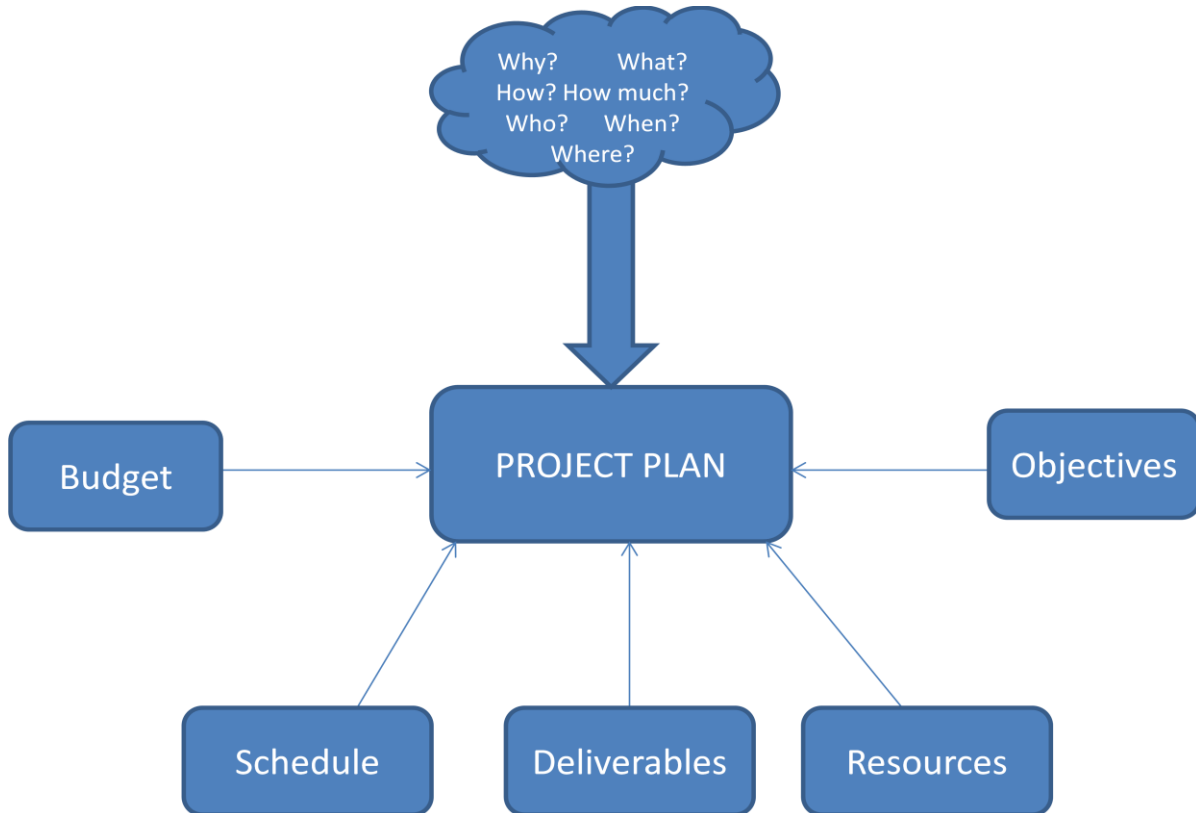 Why? What?
How? How much?
Who? When?
Where?
PROJECT PLAN
Budget
Objectives
Schedule
Deliverables
Resources